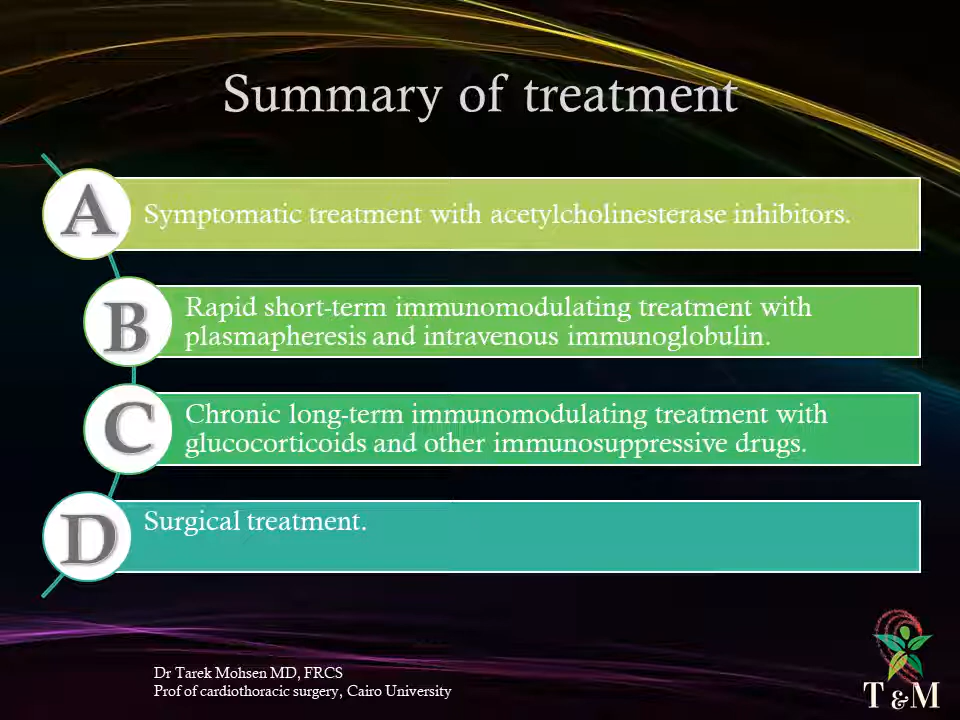 Summary of treatment
A
Symptomatic treatment with acetylcholinesterase inhibitors.
B
Rapid short-term immunomodulating treatment with
plasmapheresis and intravenous immunoglobulin.
C
Chronic long-term immunomodulating treatment with
glucocorticoids and other immunosuppressive drugs.
D
Surgical treatment.
Dr Tarek Mohsen MD, FRCS
Prof of cardiothoracic surgery, Cairo University
T & M